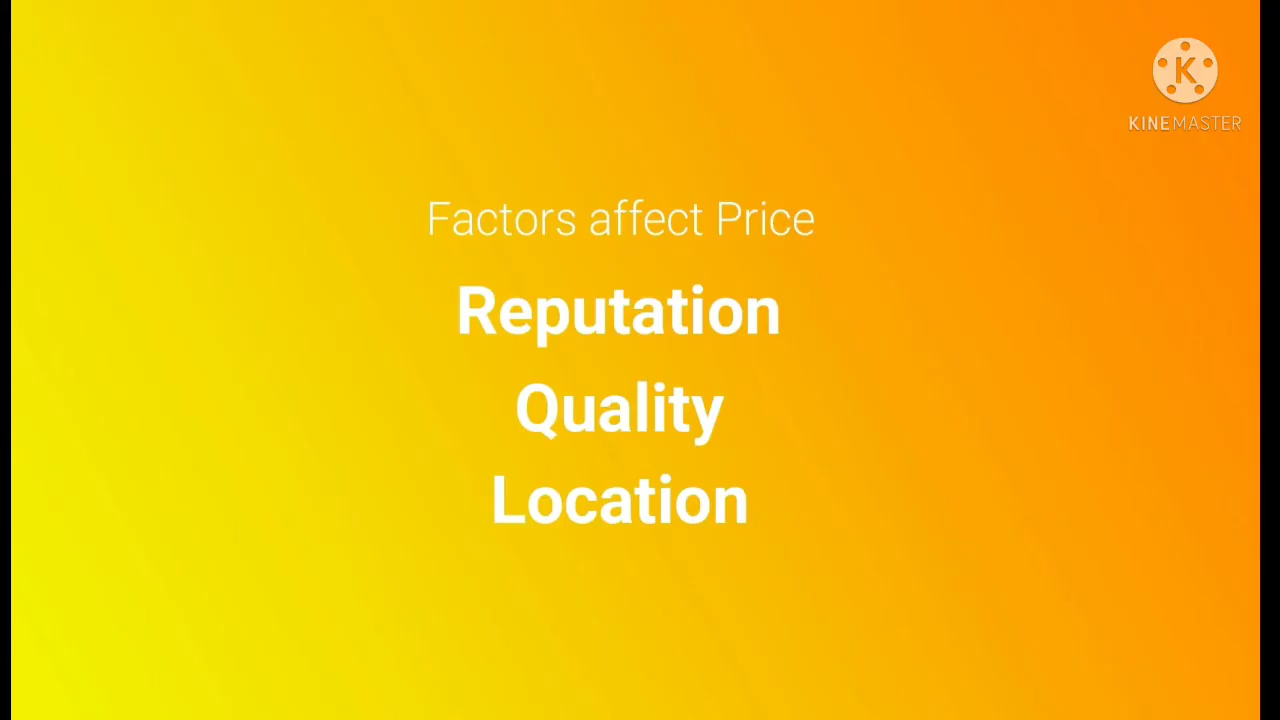 K
KINEMASTER
Factors affect Price
Reputation
Quality
Location